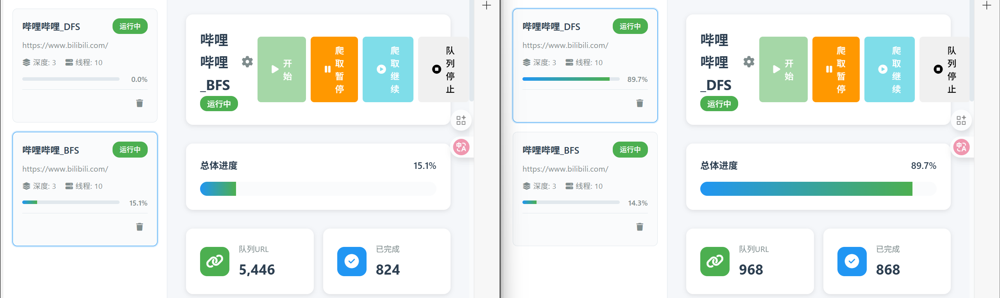 哔哩哔哩_DFS
运行中
https://www.bilibili.com/
深度: 3 线程: 10
0.0%
哔哩哔哩_BFS
运行中
https://www.bilibili.com/
深度: 3 线程: 10
15.1%
哔哩
哔哩
_BFS
运行中
开始
爬取暂停
爬取继续
队列停止
总体进度
15.1%
队列URL
5,446
已完成
824
中A
哔哩哔哩_DFS
运行中
https://www.bilibili.com/
深度: 3 线程: 10
89.7%
哔哩哔哩_BFS
运行中
https://www.bilibili.com/
深度: 3 线程: 10
14.3%
哔哩
哔哩
_DFS
运行中
开始
爬取暂停
爬取继续
队列停止
总体进度
89.7%
队列URL
968
已完成
868
中A